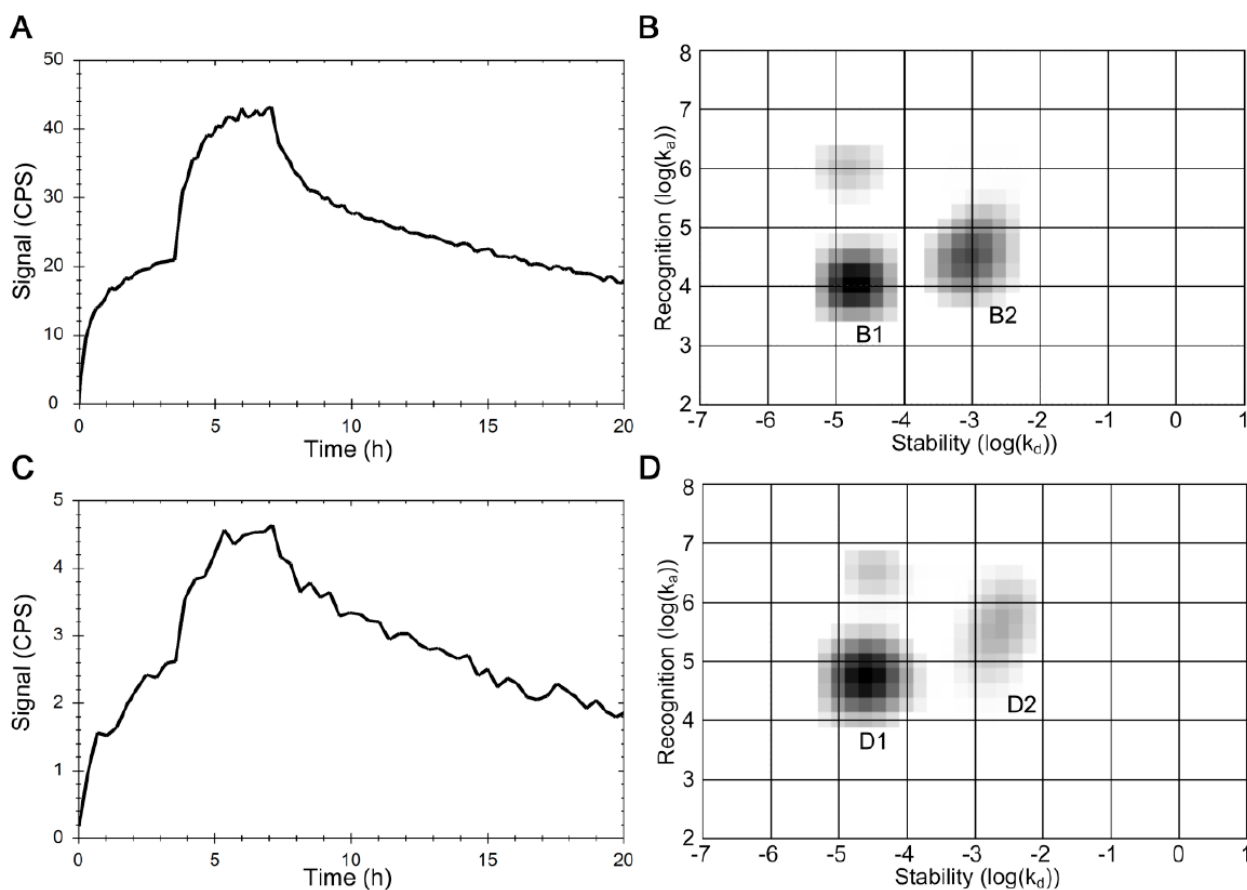 A
50
40
30
20
10
0
Signal (CPS)
0 5 10 15 20
Time (h)
B
8
7
6
5
4
3
2
Recognition (log(kₐ))
B1
B2
-7 -6 -5 -4 -3 -2 -1 0 1
Stability (log(k_d))
C
5
4
3
2
1
0
Signal (CPS)
0 5 10 15 20
Time (h)
D
8
7
6
5
4
3
2
Recognition (log(kₐ))
D1
D2
-7 -6 -5 -4 -3 -2 -1 0 1
Stability (log(k_d))